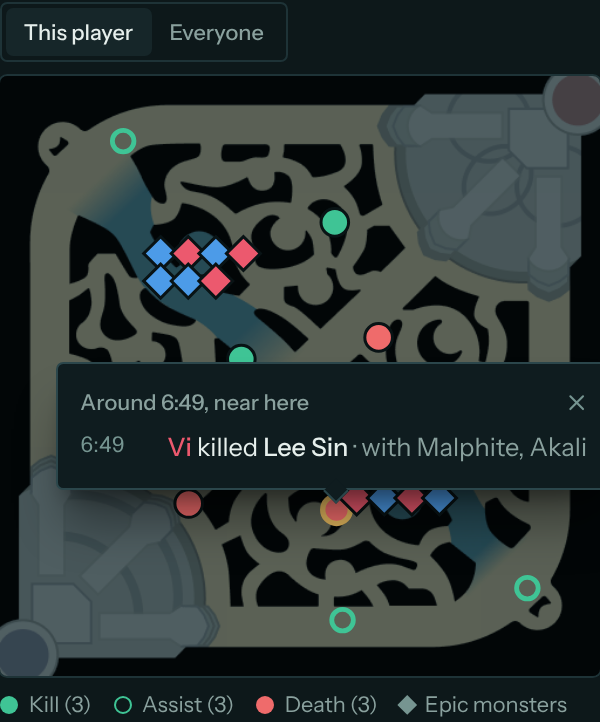 This player Everyone
Around 6:49, near here
6:49 Vi killed Lee Sin · with Malphite, Akali
Kill (3) Assist (3) Death (3) Epic monsters